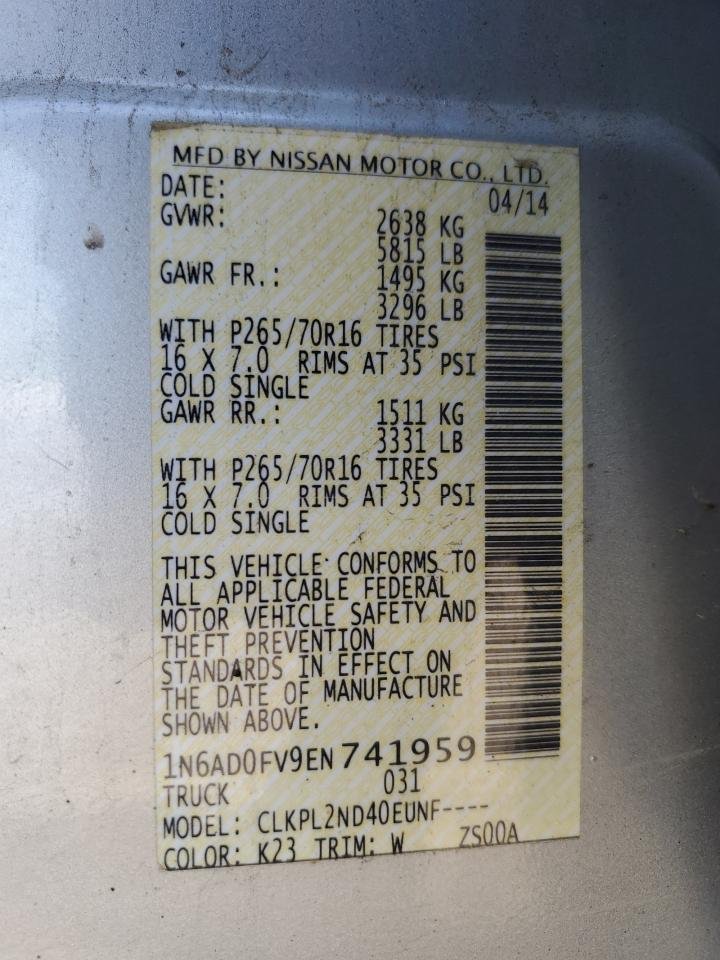 MFD BY NISSAN MOTOR CO., LTD.
DATE: 04/14
GVWR: 2638 KG
5815 LB
GAWR FR.: 1495 KG
3296 LB
WITH P265/70R16 TIRES
16 X 7.0 RIMS AT 35 PSI
COLD SINGLE
GAWR RR.: 1511 KG
3331 LB
WITH P265/70R16 TIRES
16 X 7.0 RIMS AT 35 PSI
COLD SINGLE
THIS VEHICLE CONFORMS TO
ALL APPLICABLE FEDERAL
MOTOR VEHICLE SAFETY AND
THEFT PREVENTION
STANDARDS IN EFFECT ON
THE DATE OF MANUFACTURE
SHOWN ABOVE.
1N6AD0FV9EN741959
TRUCK 031
MODEL: CLKPL2ND40EUNF----
COLOR: K23 TRIM: W ZS00A